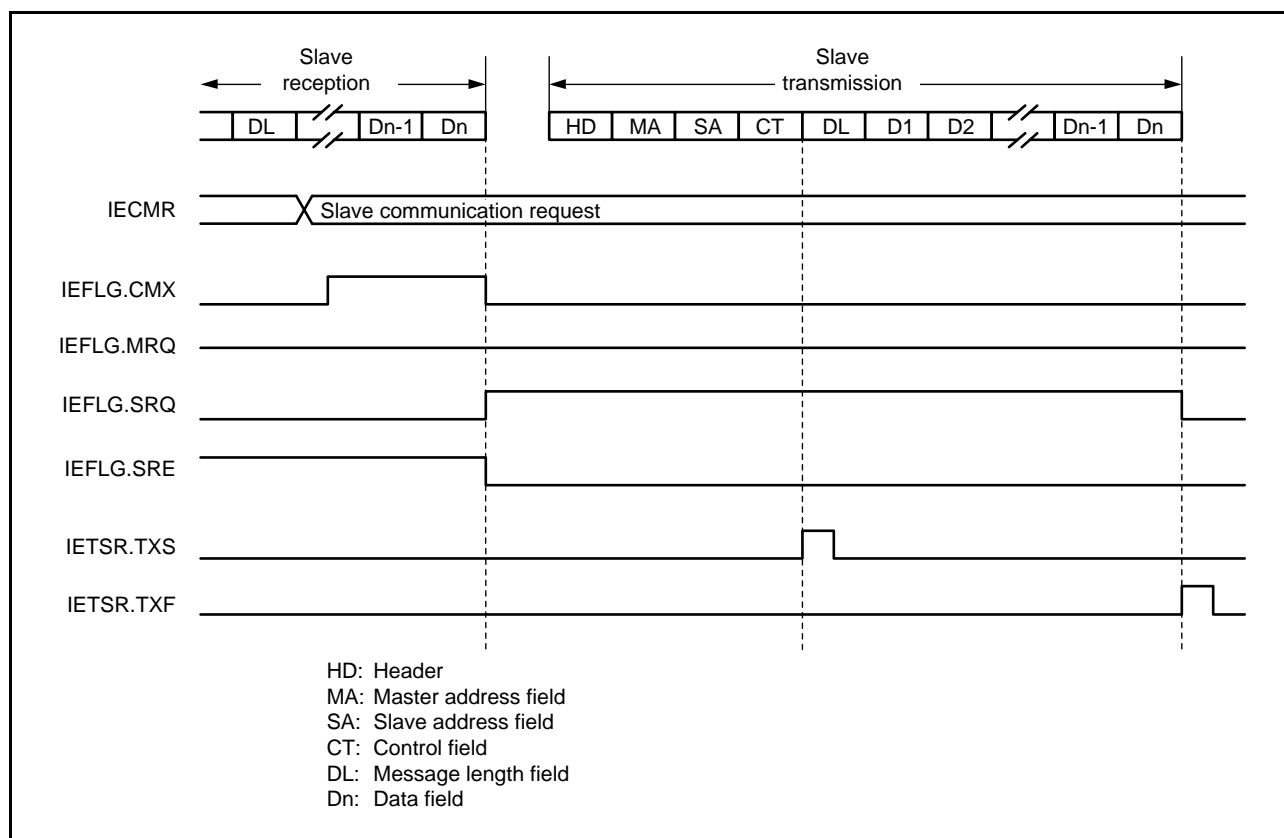 Slave
reception
Slave
transmission
DL Dn-1 Dn HD MA SA CT DL D1 D2 Dn-1 Dn
IECMR Slave communication request
IEFLG.CMX
IEFLG.MRQ
IEFLG.SRQ
IEFLG.SRE
IETSR.TXS
IETSR.TXF
HD: Header
MA: Master address field
SA: Slave address field
CT: Control field
DL: Message length field
Dn: Data field